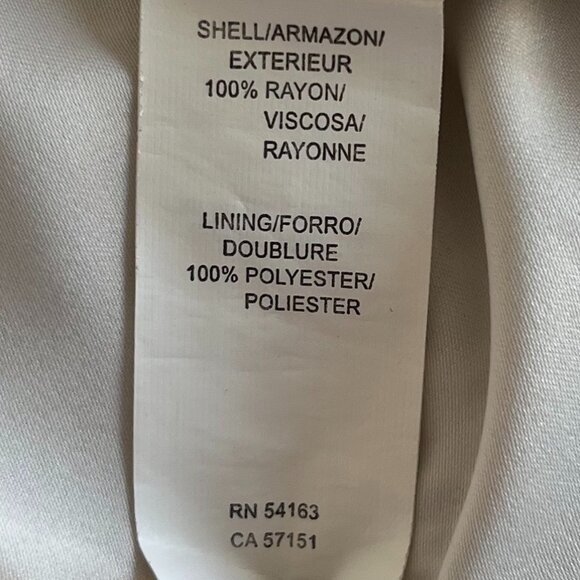 SHELL/ARMAZON/
EXTERIEUR
100% RAYON/
VISCOSA/
RAYONNE
LINING/FORRO/
DOUBLURE
100% POLYESTER/
POLIESTER
RN 54163
CA 57151